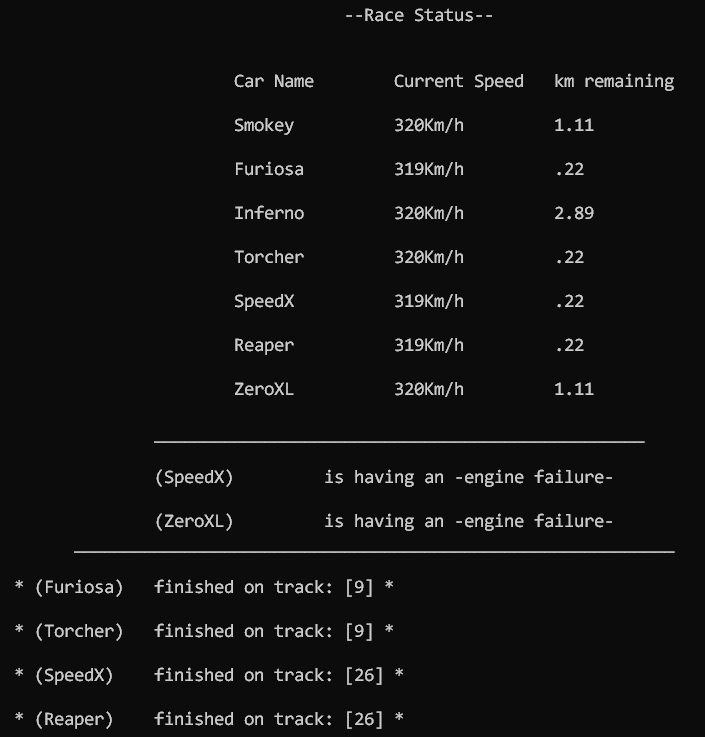 --Race Status--
Car Name Current Speed km remaining
Smokey 320Km/h 1.11
Furiosa 319Km/h .22
Inferno 320Km/h 2.89
Torcher 320Km/h .22
SpeedX 319Km/h .22
Reaper 319Km/h .22
ZeroXL 320Km/h 1.11
(SpeedX) is having an -engine failure-
(ZeroXL) is having an -engine failure-
* (Furiosa) finished on track: [9] *
* (Torcher) finished on track: [9] *
* (SpeedX) finished on track: [26] *
* (Reaper) finished on track: [26] *